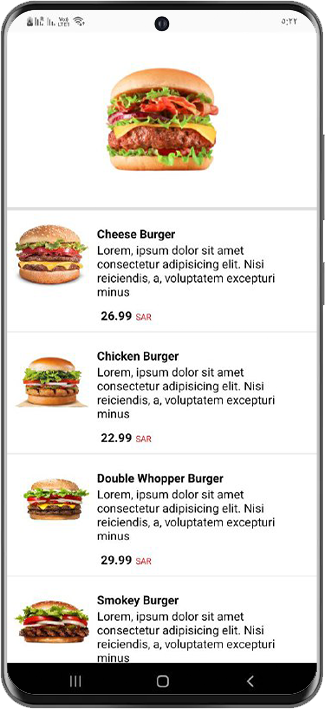 Vo)
LTE1
٥:٢٢
Cheese Burger
Lorem, ipsum dolor sit amet
consectetur adipisicing elit. Nisi
reiciendis, a, voluptatem excepturi
minus
26.99 SAR
Chicken Burger
Lorem, ipsum dolor sit amet
consectetur adipisicing elit. Nisi
reiciendis, a, voluptatem excepturi
minus
22.99 SAR
Double Whopper Burger
Lorem, ipsum dolor sit amet
consectetur adipisicing elit. Nisi
reiciendis, a, voluptatem excepturi
minus
29.99 SAR
Smokey Burger
Lorem, ipsum dolor sit amet
consectetur adipisicing elit. Nisi
reiciendis, a, voluptatem excepturi
minus